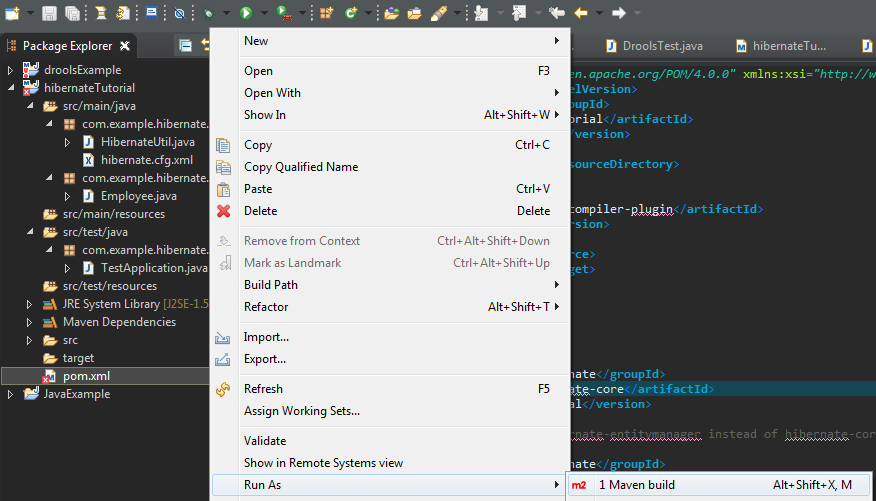 Package Explorer
droolsExample
hibernateTutorial
src/main/java
com.example.hibernate.
HibernateUtil.java
hibernate.cfg.xml
com.example.hibernate.
Employee.java
src/main/resources
src/test/java
com.example.hibernate.
TestApplication.java
src/test/resources
JRE System Library [J2SE-1.5
Maven Dependencies
src
target
pom.xml
JavaExample
New
Open F3
Open With
Show In Alt+Shift+W
Copy Ctrl+C
Copy Qualified Name
Paste Ctrl+V
Delete Delete
Remove from Context Ctrl+Alt+Shift+Down
Mark as Landmark Ctrl+Alt+Shift+Up
Build Path
Refactor Alt+Shift+T
Import...
Export...
Refresh F5
Assign Working Sets...
Validate
Show in Remote Systems view
Run As
m2 1 Maven build Alt+Shift+X, M
DroolsTest.java hibernateTu...
en.apache.org/POM/4.0.0" xmlns:xsi="http://w
elVersion>
oupId>
orial</artifactId>
/version>
ourceDirectory>
compiler-plugin</artifactId>
rsion>
rce>
get>
nate</groupId>
ate-core</artifactId>
al</version>
rnate-entitymanager instead of hibernate-cor
nate</groupId>